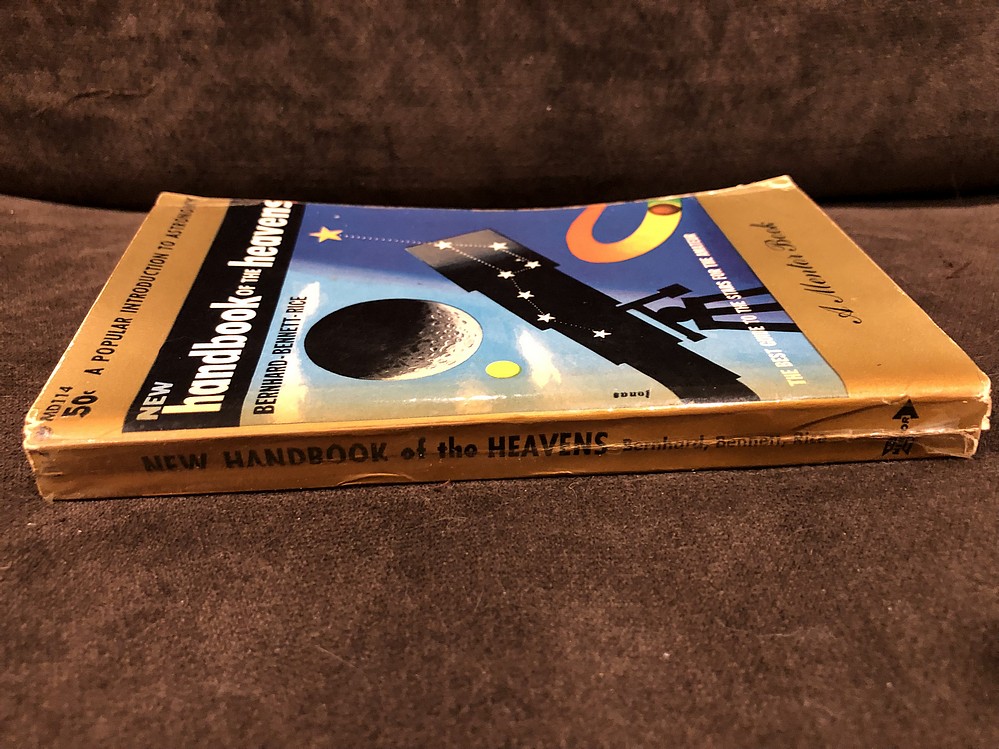 MD114
50¢
A POPULAR INTRODUCTION TO ASTRONOMY
NEW
handbook OF THE heavens
BERNHARD·BENNETT·RICE
Jonas
THE BEST GUIDE TO THE STARS FOR THE AMATEUR
A Mentor Book
NEW HANDBOOK of the HEAVENS Bernhard, Bennett, Rice